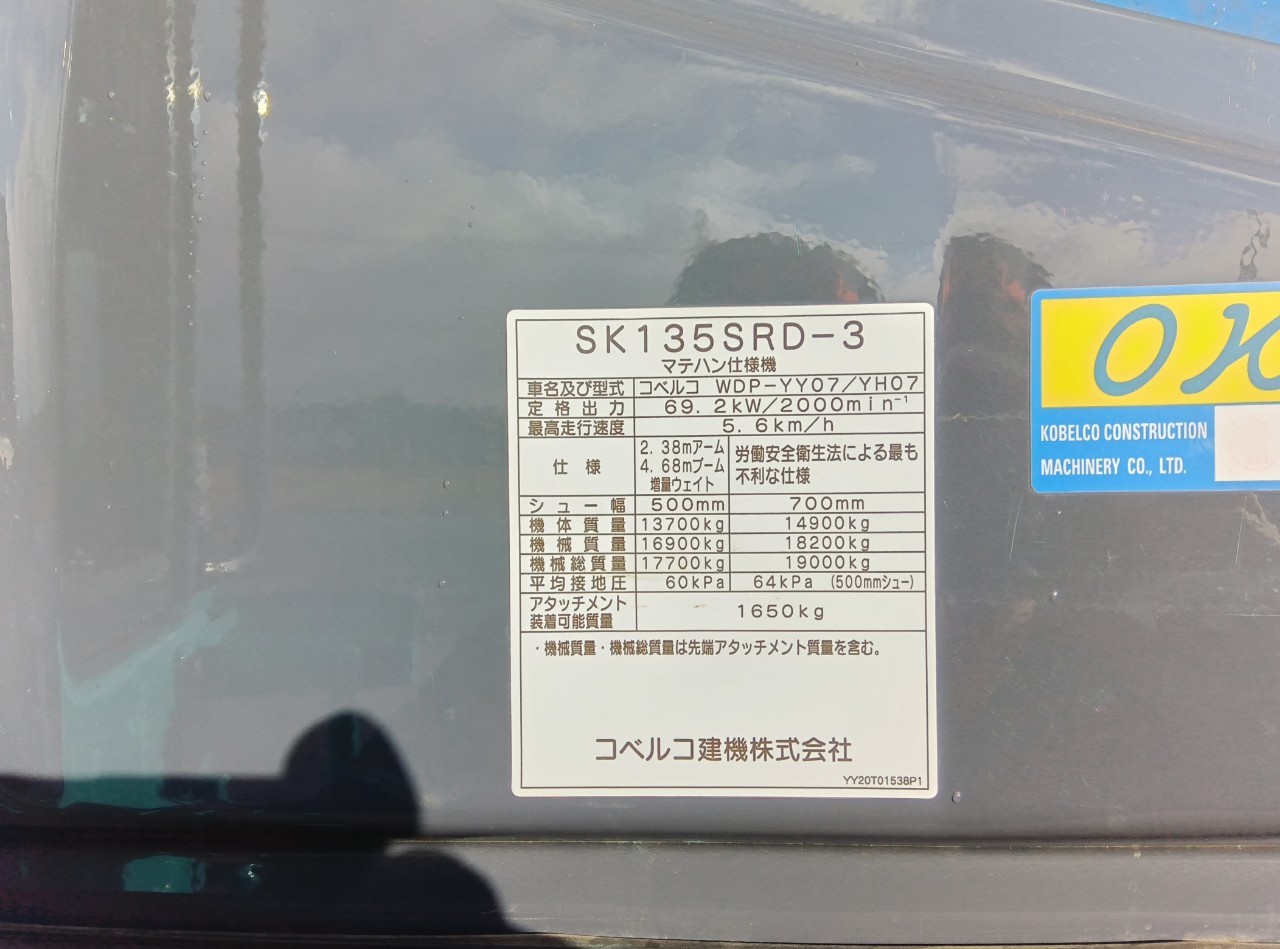 SK135SRD-3
マテハン仕様機
車名及び型式 コベルコ WDP-YY07/YH07
定格出力 69.2kW/2000min⁻¹
最高走行速度 5.6km/h
仕様 2.38mアーム 4.68mブーム 増量ウェイト 労働安全衛生法による最も不利な仕様
シュー幅 500mm 700mm
機体質量 13700kg 14900kg
機械質量 16900kg 18200kg
機械総質量 17700kg 19000kg
平均接地圧 60kPa 64kPa (500mmシュー)
アタッチメント装着可能質量 1650kg
・機械質量・機械総質量は先端アタッチメント質量を含む。
コベルコ建機株式会社
YY20T01538P1
KOBELCO CONSTRUCTION
MACHINERY CO., LTD.